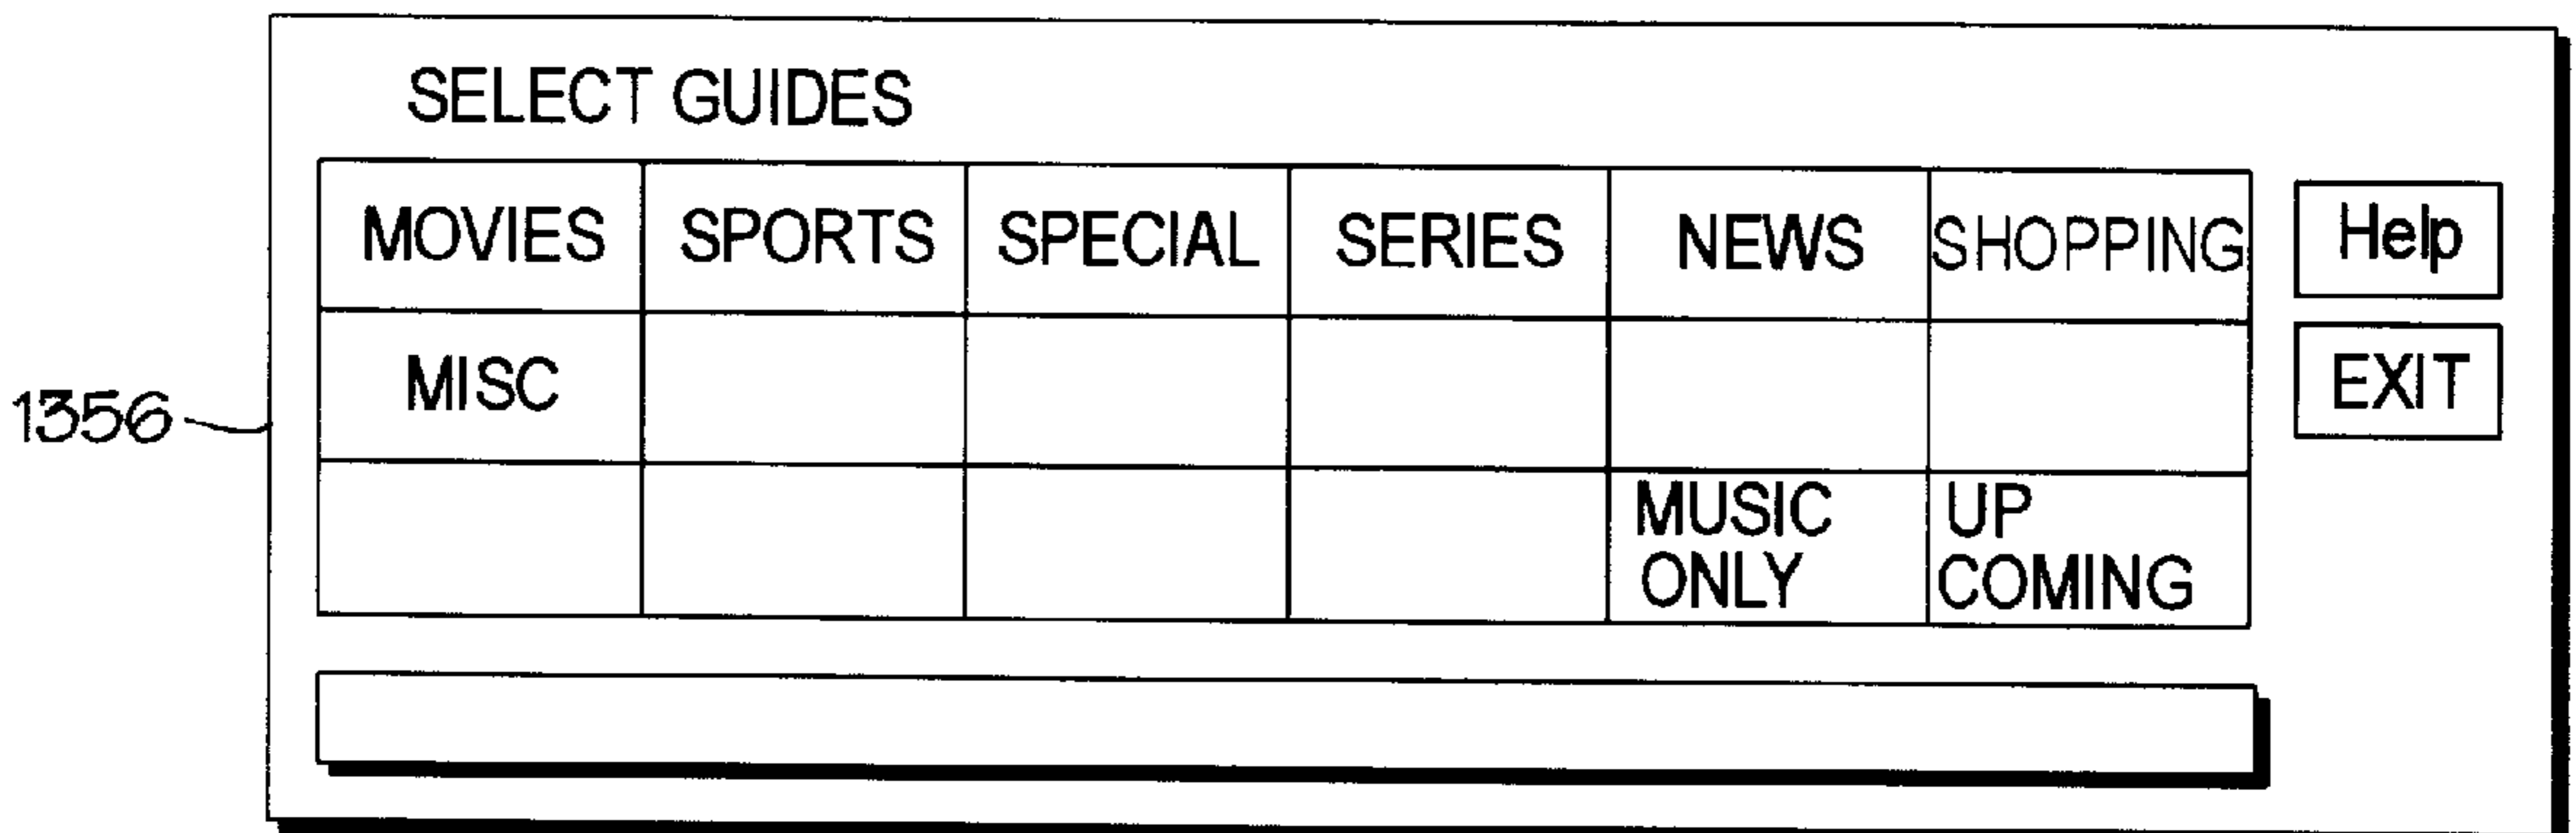 SELECT GUIDES
MOVIES SPORTS SPECIAL SERIES NEWS SHOPPING Help
MISC EXIT
1356
MUSIC ONLY
UP COMING